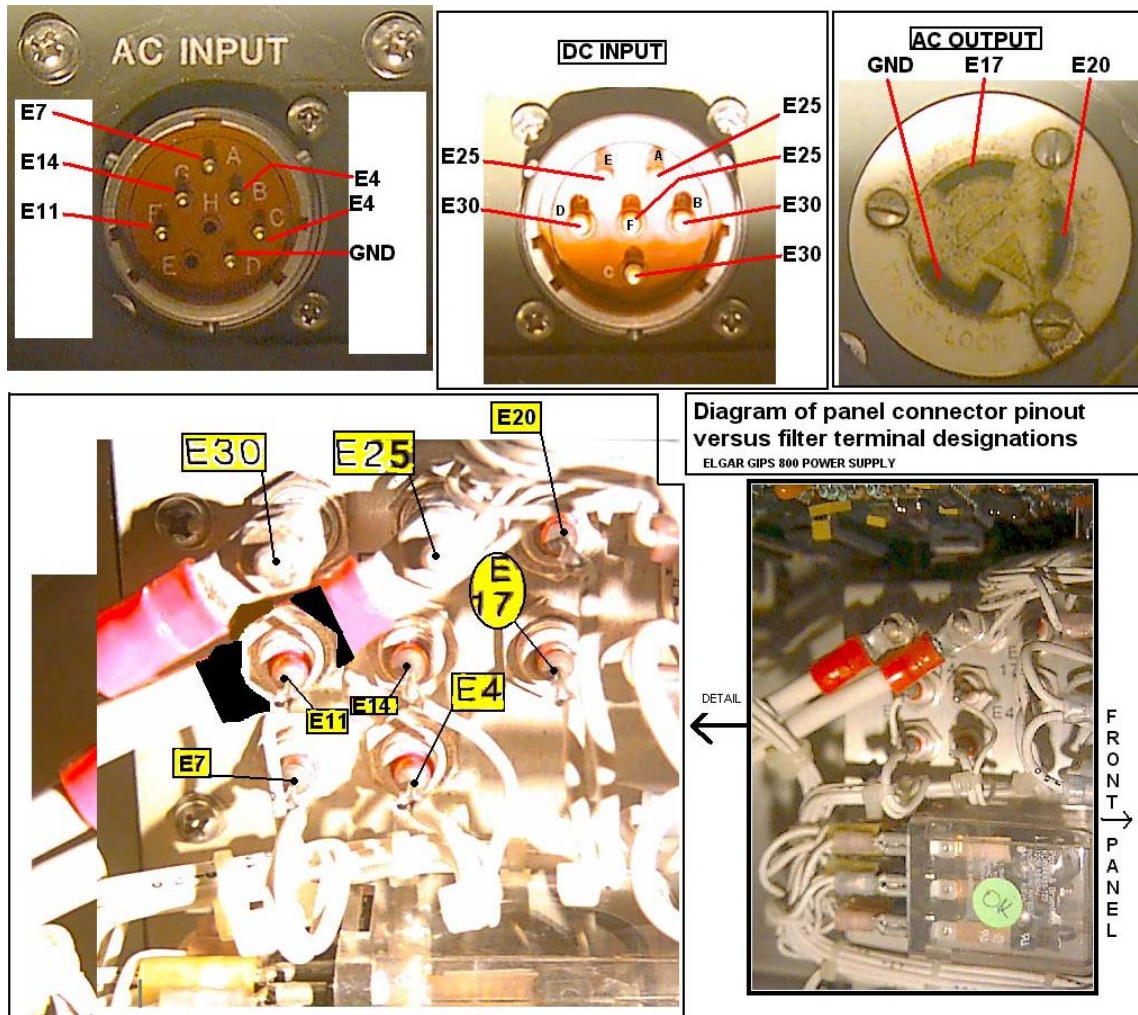 AC INPUT
E7
E14
E11
E4
E4
GND
A
G
B
H
F
C
E
D
DC INPUT
E25
E25
E25
E30
E30
E30
E
A
D
B
F
C
AC OUTPUT
GND
E17
E20
TWIST-LOCK
Diagram of panel connector pinout
versus filter terminal designations
ELGAR GIPS 800 POWER SUPPLY
E30
E25
E20
E
17
E11
E14
E4
E7
DETAIL
E
17
E4
OK
FRONT
PANEL